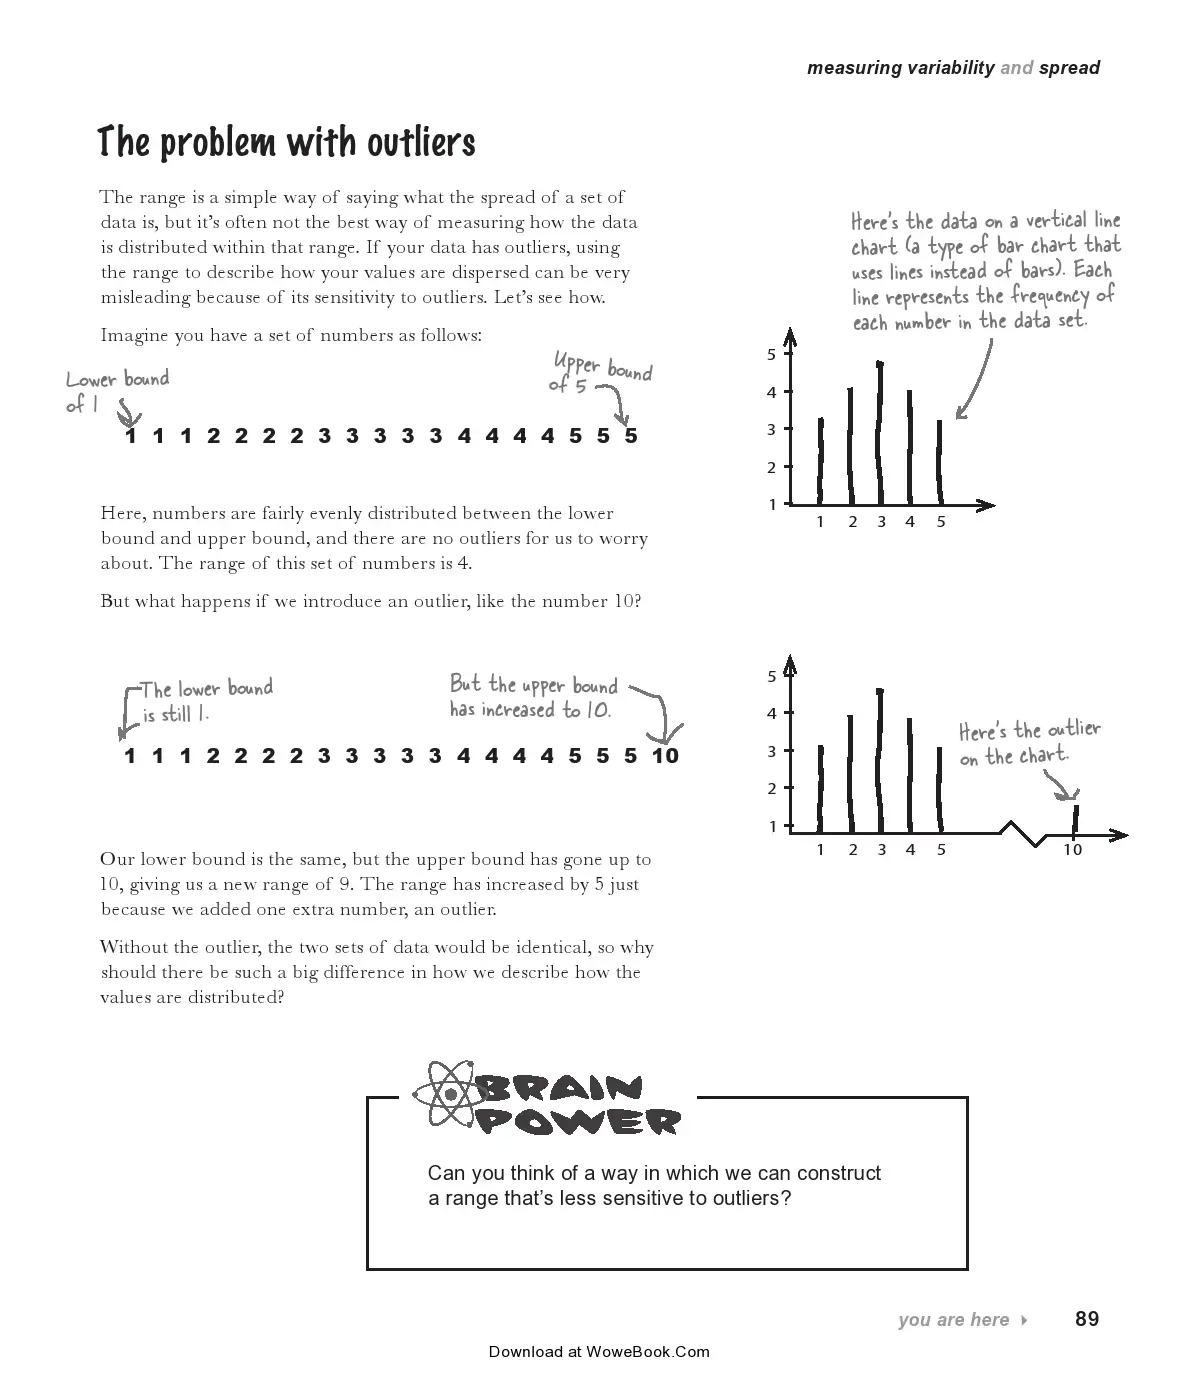 measuring variability and spread
The problem with outliers
The range is a simple way of saying what the spread of a set of
data is, but it's often not the best way of measuring how the data
is distributed within that range. If your data has outliers, using
the range to describe how your values are dispersed can be very
misleading because of its sensitivity to outliers. Let's see how.
Imagine you have a set of numbers as follows:
Lower bound
of 1
Upper bound
of 5
1 1 1 2 2 2 2 3 3 3 3 3 4 4 4 4 5 5 5
Here's the data on a vertical line
chart (a type of bar chart that
uses lines instead of bars). Each
line represents the frequency of
each number in the data set.
5
4
3
2
1
1 2 3 4 5
Here, numbers are fairly evenly distributed between the lower
bound and upper bound, and there are no outliers for us to worry
about. The range of this set of numbers is 4.
But what happens if we introduce an outlier, like the number 10?
The lower bound
is still 1.
But the upper bound
has increased to 10.
1 1 1 2 2 2 2 3 3 3 3 3 4 4 4 4 5 5 5 10
5
4
3
2
1
Here's the outlier
on the chart.
1 2 3 4 5 10
Our lower bound is the same, but the upper bound has gone up to
10, giving us a new range of 9. The range has increased by 5 just
because we added one extra number, an outlier.
Without the outlier, the two sets of data would be identical, so why
should there be such a big difference in how we describe how the
values are distributed?
BRAIN
POWER
Can you think of a way in which we can construct
a range that's less sensitive to outliers?
you are here 89
Download at WoweBook.Com